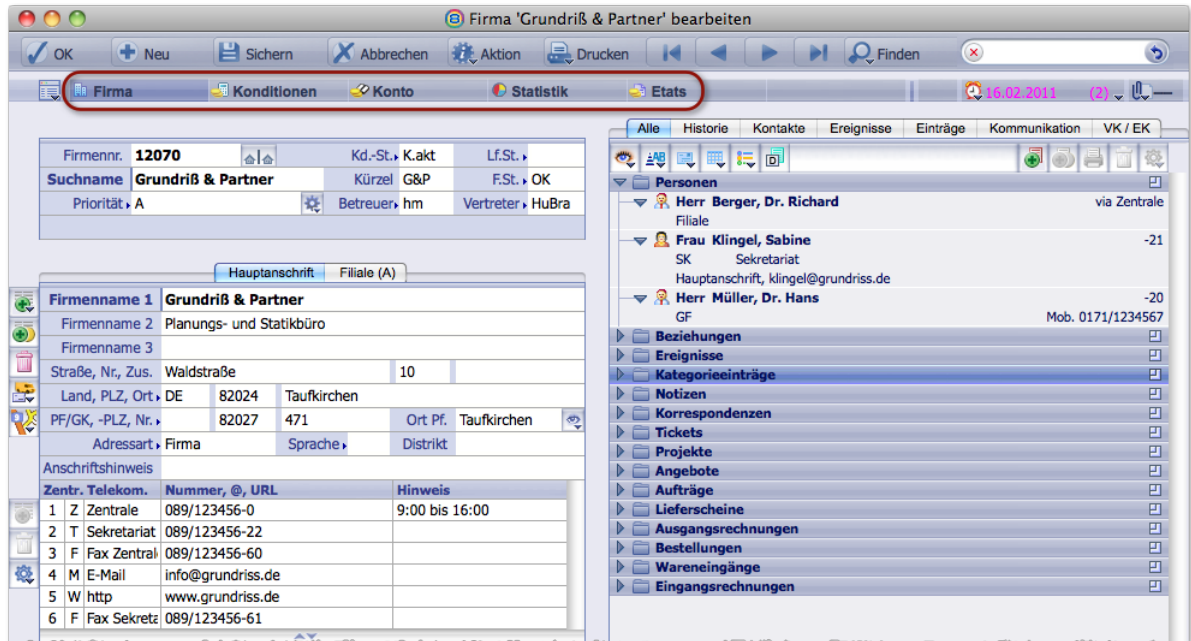 Firma 'Grundriß & Partner' bearbeiten
OK Neu Sichern Abbrechen Aktion Drucken Finden
Firma Konditionen Konto Statistik Etats 16.02.2011 (2)
Firmennr. 12070 Kd.-St. K.akt Lf.St.
Suchname Grundriß & Partner Kürzel G&P F.St. OK
Priorität A Betreuer hm Vertreter HuBra
Hauptanschrift Filiale (A)
Firmenname 1 Grundriß & Partner
Firmenname 2 Planungs- und Statikbüro
Firmenname 3
Straße, Nr., Zus. Waldstraße 10
Land, PLZ, Ort DE 82024 Taufkirchen
PF/GK, -PLZ, Nr. 82027 471 Ort Pf. Taufkirchen
Adressart Firma Sprache Distrikt
Anschriftshinweis
Zentr. Telekom. Nummer, @, URL Hinweis
1 Z Zentrale 089/123456-0 9:00 bis 16:00
2 T Sekretariat 089/123456-22
3 F Fax Zentral 089/123456-60
4 M E-Mail info@grundriss.de
5 W http www.grundriss.de
6 F Fax Sekreta 089/123456-61
Alle Historie Kontakte Ereignisse Einträge Kommunikation VK / EK
Personen
Herr Berger, Dr. Richard via Zentrale
Filiale
Frau Klingel, Sabine -21
SK Sekretariat
Hauptanschrift, klingel@grundriss.de
Herr Müller, Dr. Hans -20
GF Mob. 0171/1234567
Beziehungen
Ereignisse
Kategorieeinträge
Notizen
Korrespondenzen
Tickets
Projekte
Angebote
Aufträge
Lieferscheine
Ausgangsrechnungen
Bestellungen
Wareneingänge
Eingangsrechnungen